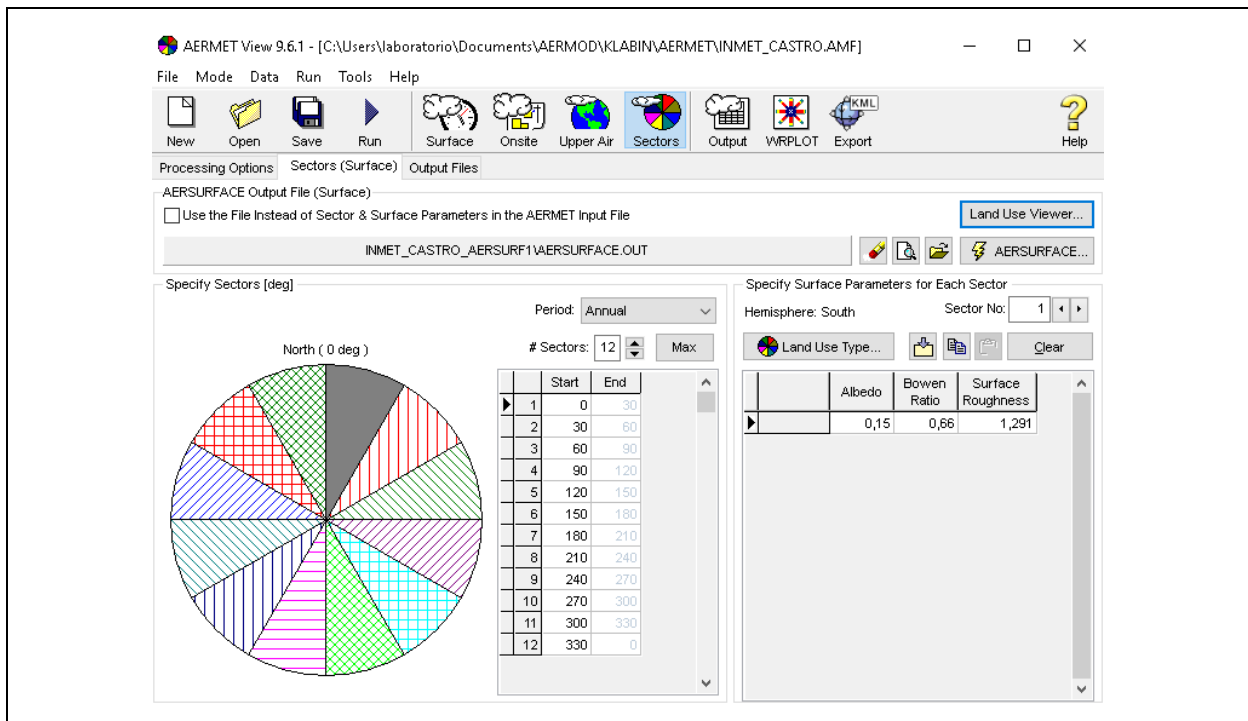 AERMET View 9.6.1 - [C:\Users\laboratorio\Documents\AERMOD\KLABIN\AERMET\INMET_CASTRO.AMF]
File Mode Data Run Tools Help
KML
New Open Save Run Surface Onsite Upper Air Sectors Output WRPLOT Export Help
Processing Options Sectors (Surface) Output Files
AERSURFACE Output File (Surface)
Use the File Instead of Sector & Surface Parameters in the AERMET Input File
Land Use Viewer...
INMET_CASTRO_AERSURF1\AERSURFACE.OUT
AERSURFACE...
Specify Sectors [deg]
Period: Annual
# Sectors: 12 Max
North ( 0 deg )
Start End
1 0 30
2 30 60
3 60 90
4 90 120
5 120 150
6 150 180
7 180 210
8 210 240
9 240 270
10 270 300
11 300 330
12 330 0
Specify Surface Parameters for Each Sector
Hemisphere: South Sector No: 1
Land Use Type... Clear
Albedo Bowen Ratio Surface Roughness
0,15 0,66 1,291